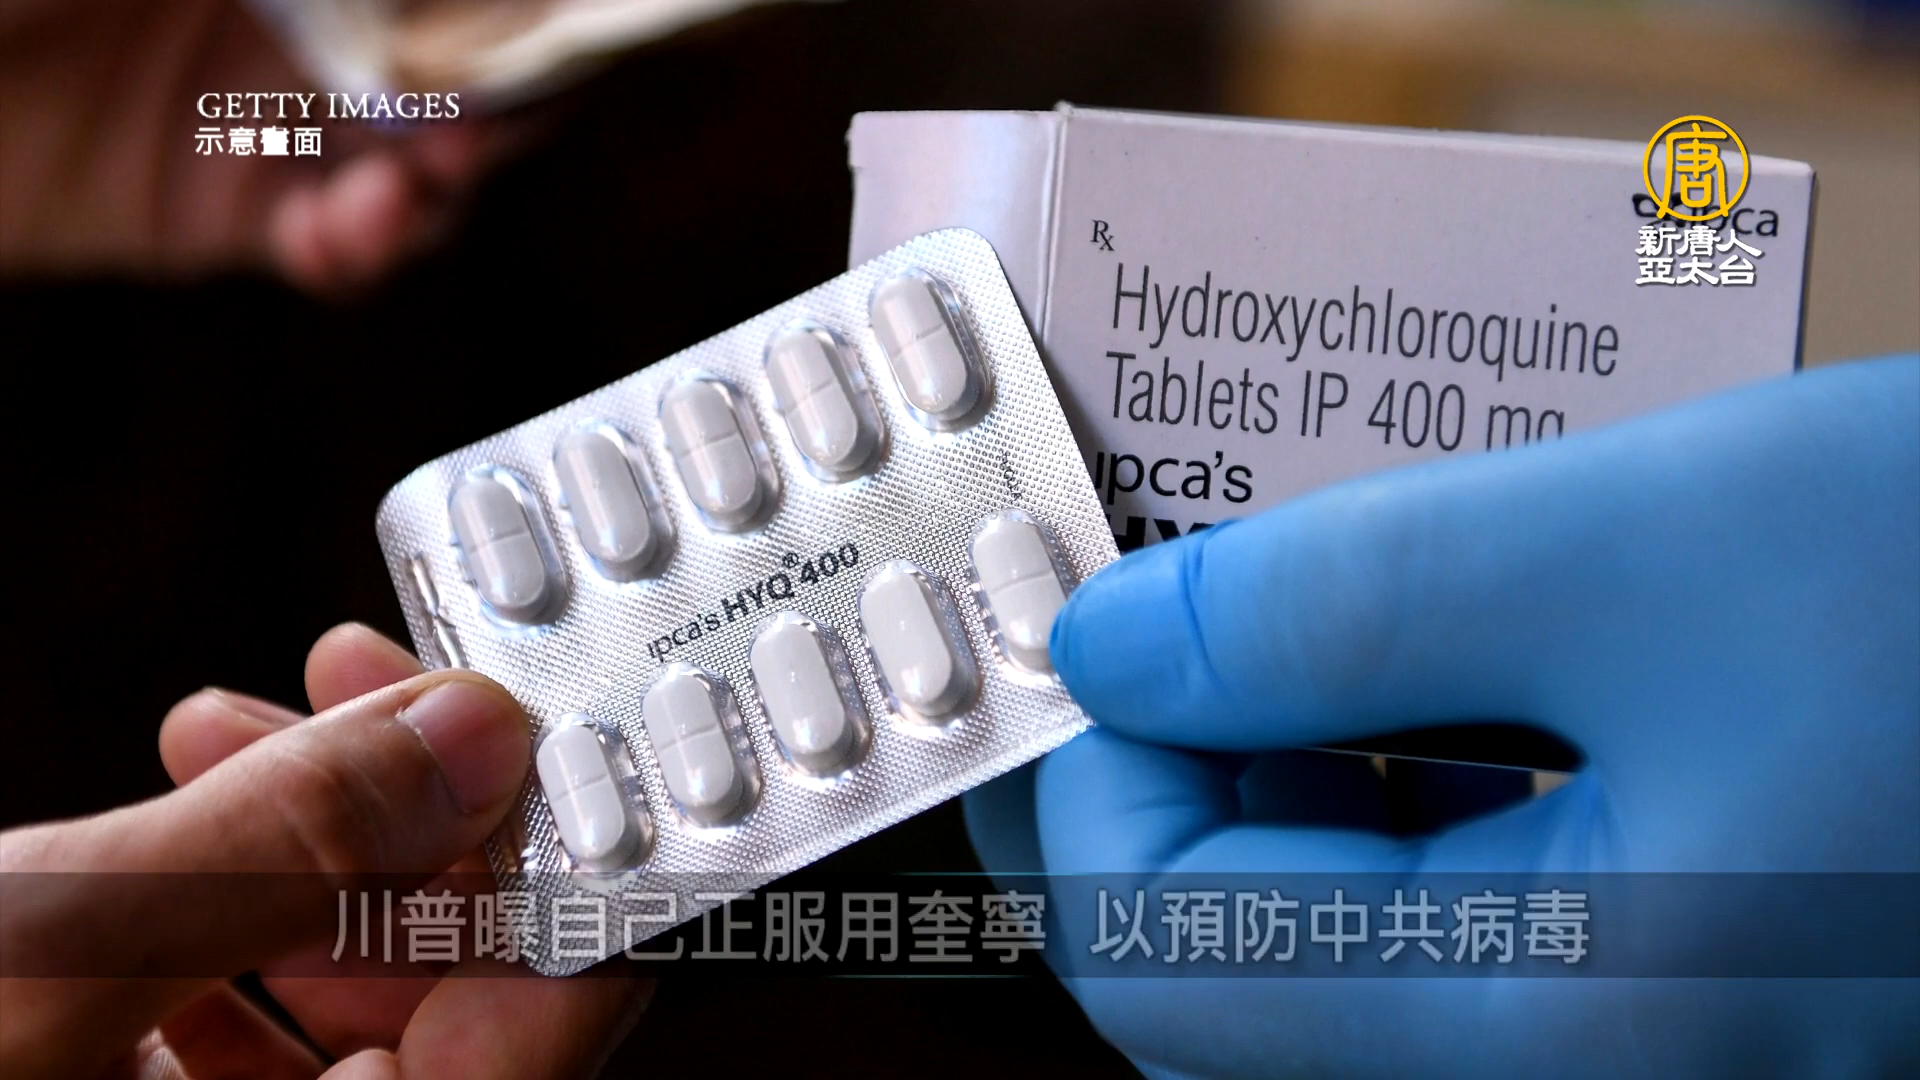 GETTY IMAGES
示意畫面
唐
新唐人
亞太台
Rx
Hydroxychloroquine
Tablets IP 400 mg
ipca's
ipca's HYQ® 400
川普曝自己正服用奎寧 以預防中共病毒